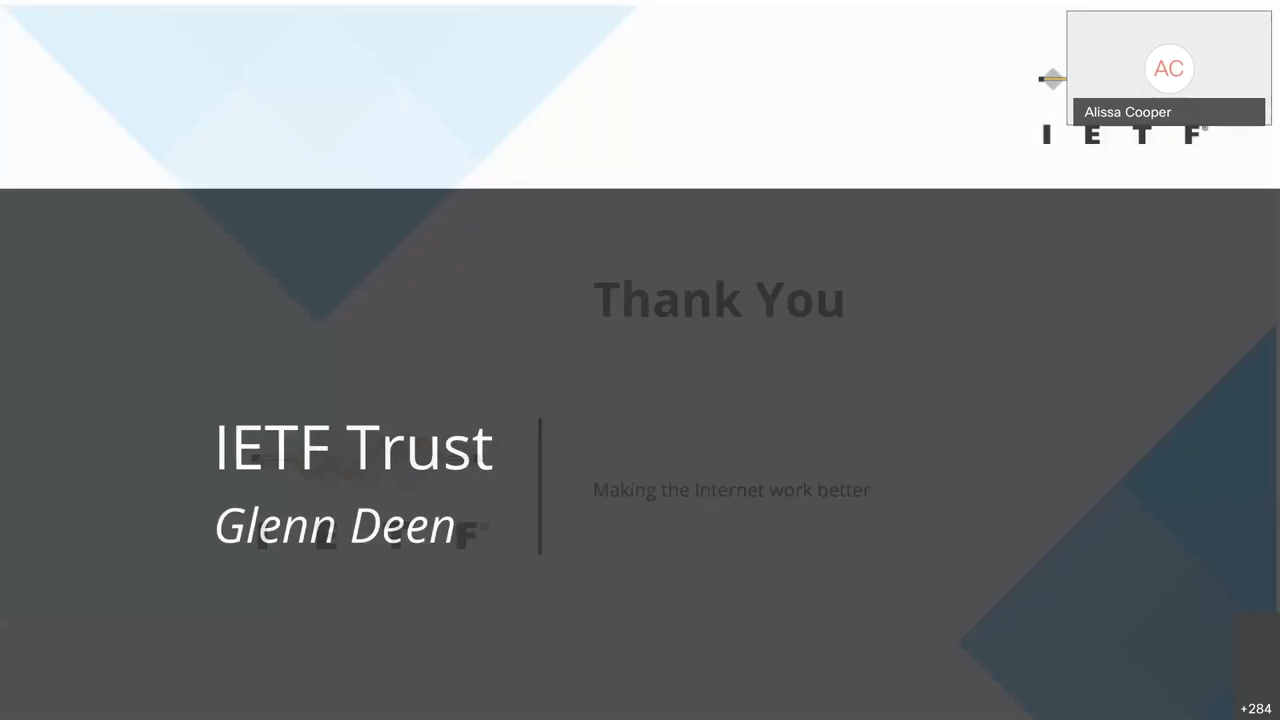 AC
Alissa Cooper
I E T F®
Thank You
IETF Trust
Making the Internet work better
Glenn Deen
I E T F®
+284